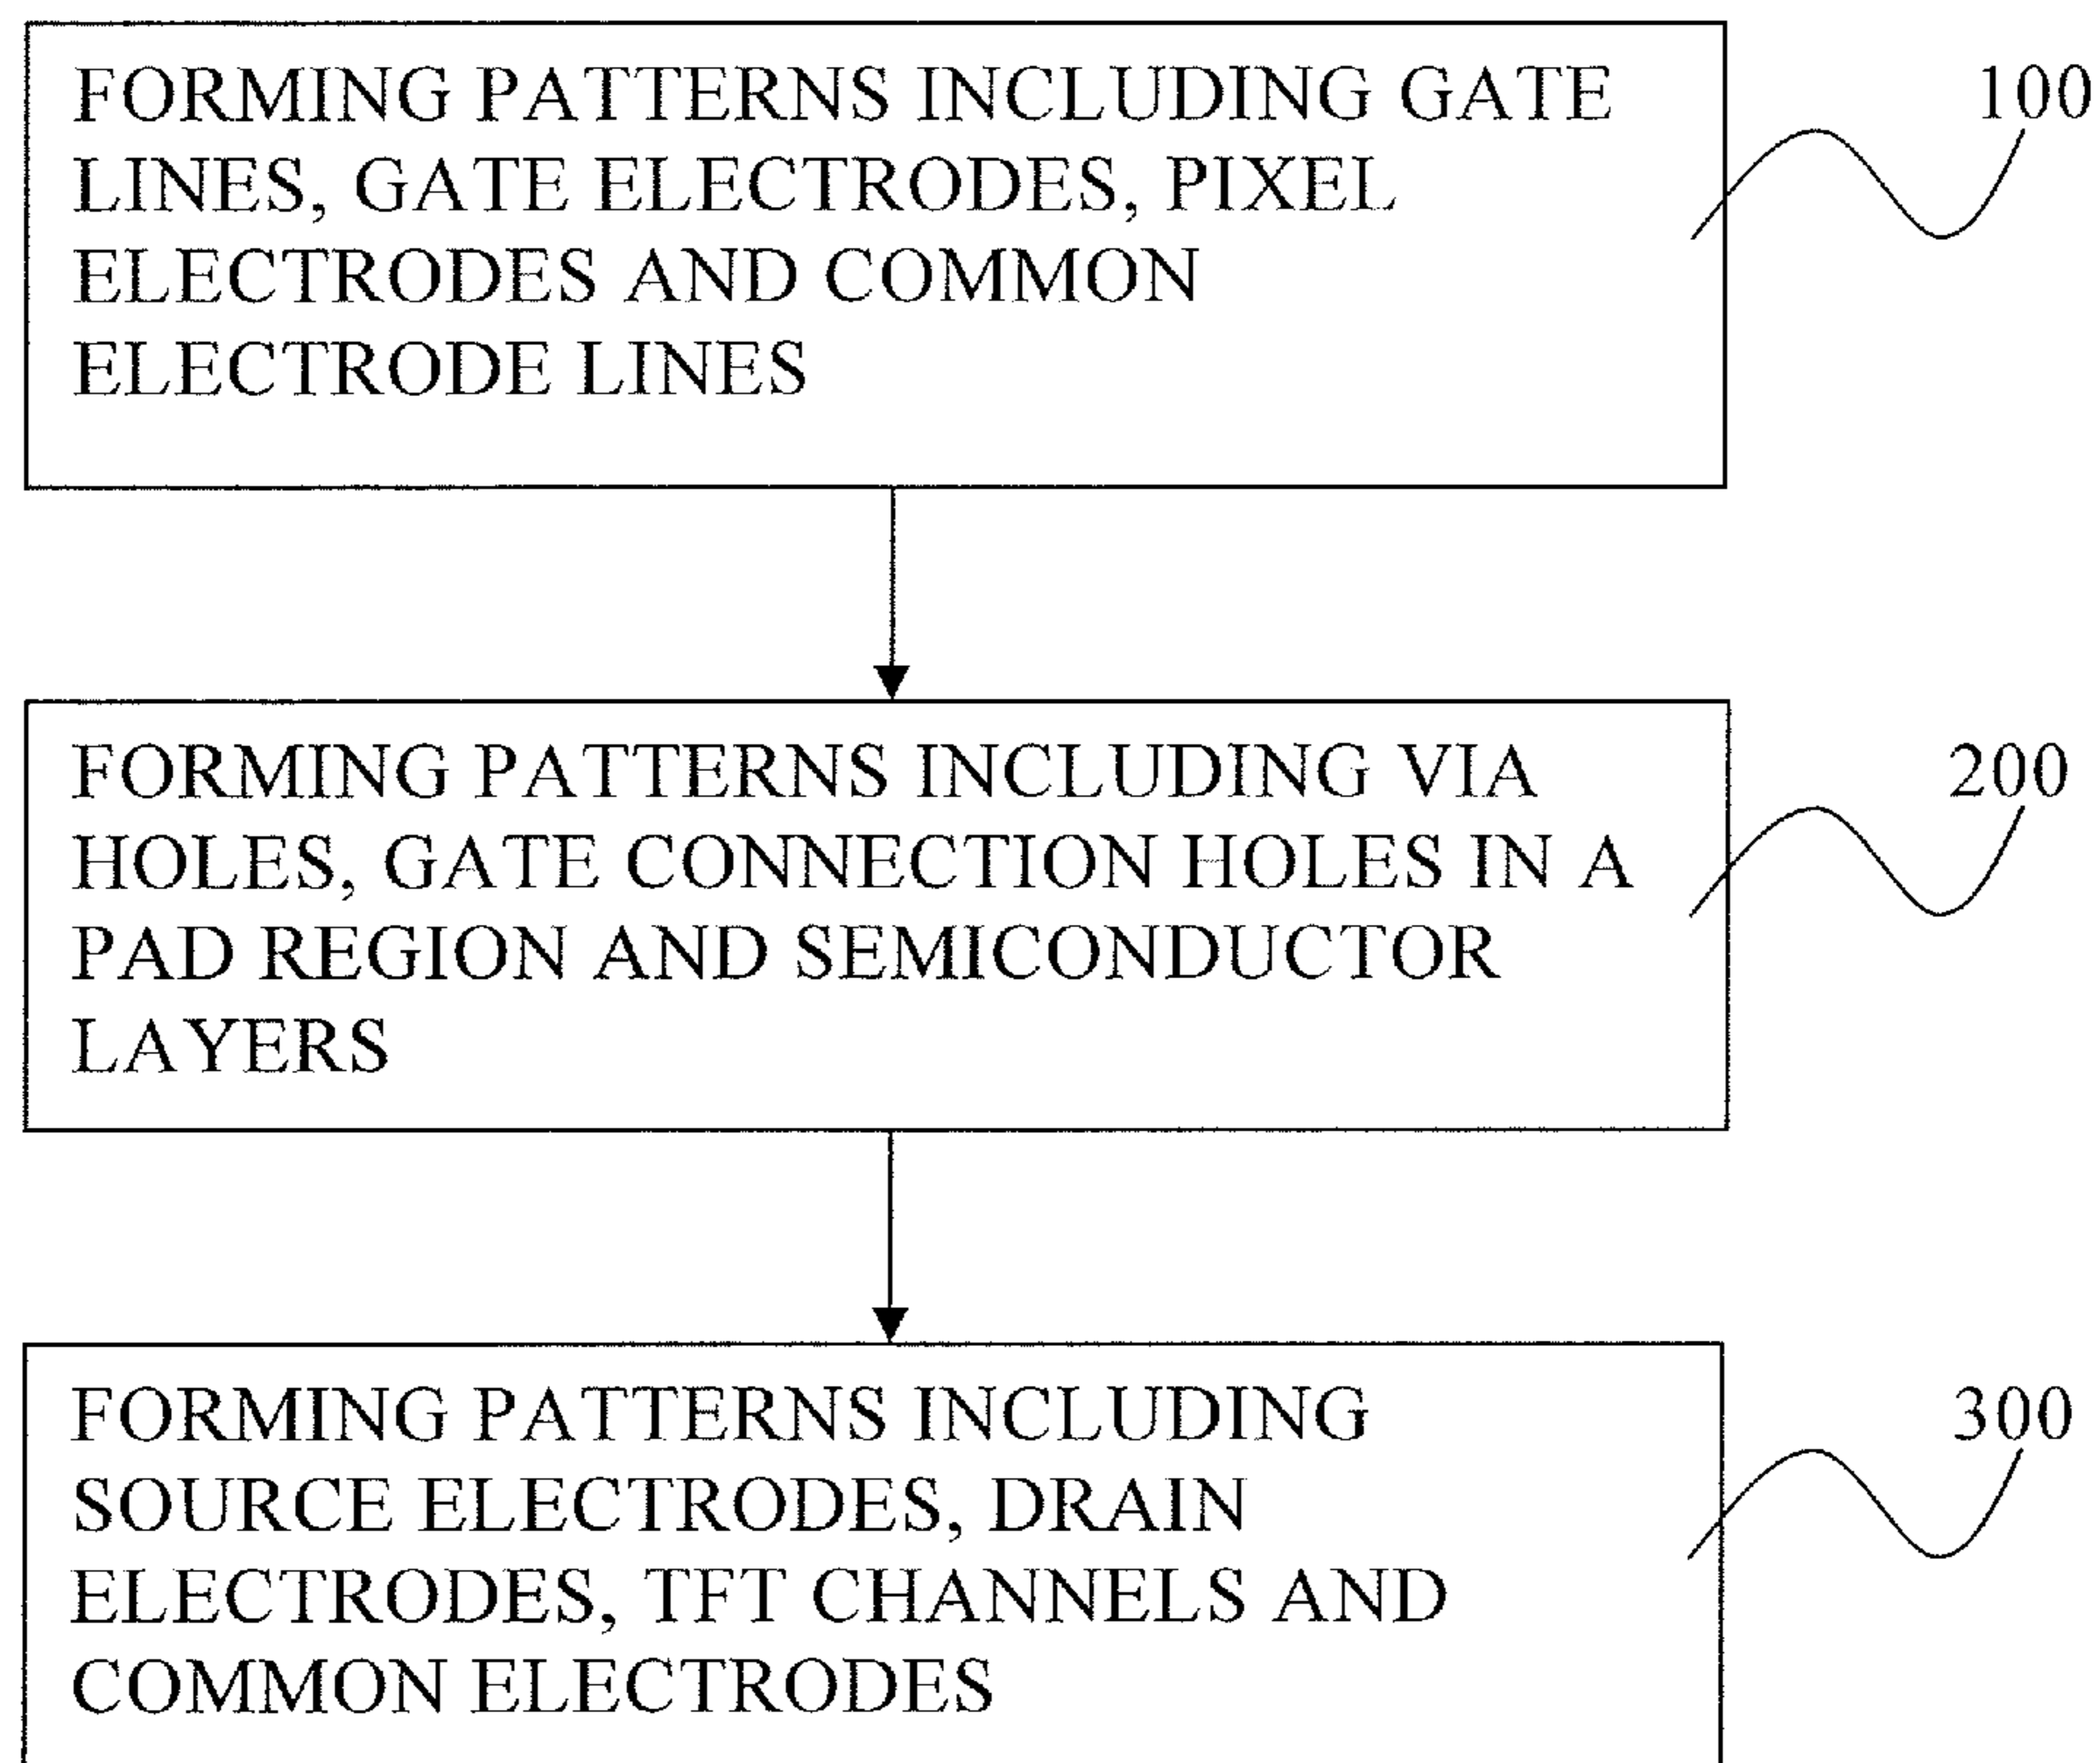 FORMING PATTERNS INCLUDING GATE
LINES, GATE ELECTRODES, PIXEL
ELECTRODES AND COMMON
ELECTRODE LINES
100
FORMING PATTERNS INCLUDING VIA
HOLES, GATE CONNECTION HOLES IN A
PAD REGION AND SEMICONDUCTOR
LAYERS
200
FORMING PATTERNS INCLUDING
SOURCE ELECTRODES, DRAIN
ELECTRODES, TFT CHANNELS AND
COMMON ELECTRODES
300